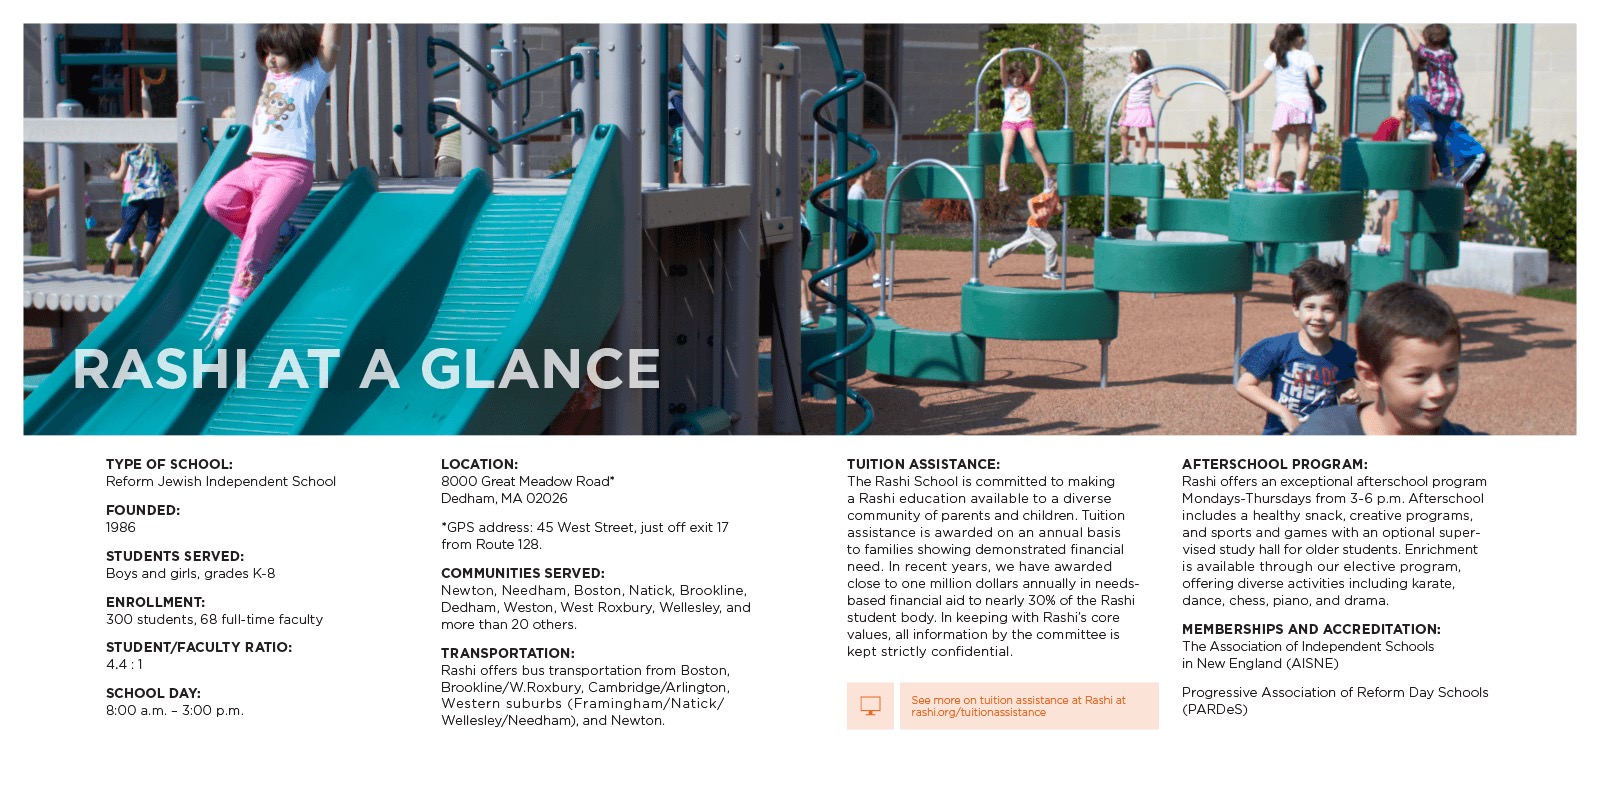 RASHI AT A GLANCE
TYPE OF SCHOOL:
Reform Jewish Independent School
FOUNDED:
1986
STUDENTS SERVED:
Boys and girls, grades K-8
ENROLLMENT:
300 students, 68 full-time faculty
STUDENT/FACULTY RATIO:
4.4 : 1
SCHOOL DAY:
8:00 a.m. – 3:00 p.m.
LOCATION:
8000 Great Meadow Road*
Dedham, MA 02026
*GPS address: 45 West Street, just off exit 17
from Route 128.
COMMUNITIES SERVED:
Newton, Needham, Boston, Natick, Brookline,
Dedham, Weston, West Roxbury, Wellesley, and
more than 20 others.
TRANSPORTATION:
Rashi offers bus transportation from Boston,
Brookline/W.Roxbury, Cambridge/Arlington,
Western suburbs (Framingham/Natick/
Wellesley/Needham), and Newton.
TUITION ASSISTANCE:
The Rashi School is committed to making
a Rashi education available to a diverse
community of parents and children. Tuition
assistance is awarded on an annual basis
to families showing demonstrated financial
need. In recent years, we have awarded
close to one million dollars annually in needs-
based financial aid to nearly 30% of the Rashi
student body. In keeping with Rashi's core
values, all information by the committee is
kept strictly confidential.
See more on tuition assistance at Rashi at
rashi.org/tuitionassistance
AFTERSCHOOL PROGRAM:
Rashi offers an exceptional afterschool program
Mondays-Thursdays from 3-6 p.m. Afterschool
includes a healthy snack, creative programs,
and sports and games with an optional super-
vised study hall for older students. Enrichment
is available through our elective program,
offering diverse activities including karate,
dance, chess, piano, and drama.
MEMBERSHIPS AND ACCREDITATION:
The Association of Independent Schools
in New England (AISNE)
Progressive Association of Reform Day Schools
(PARDeS)